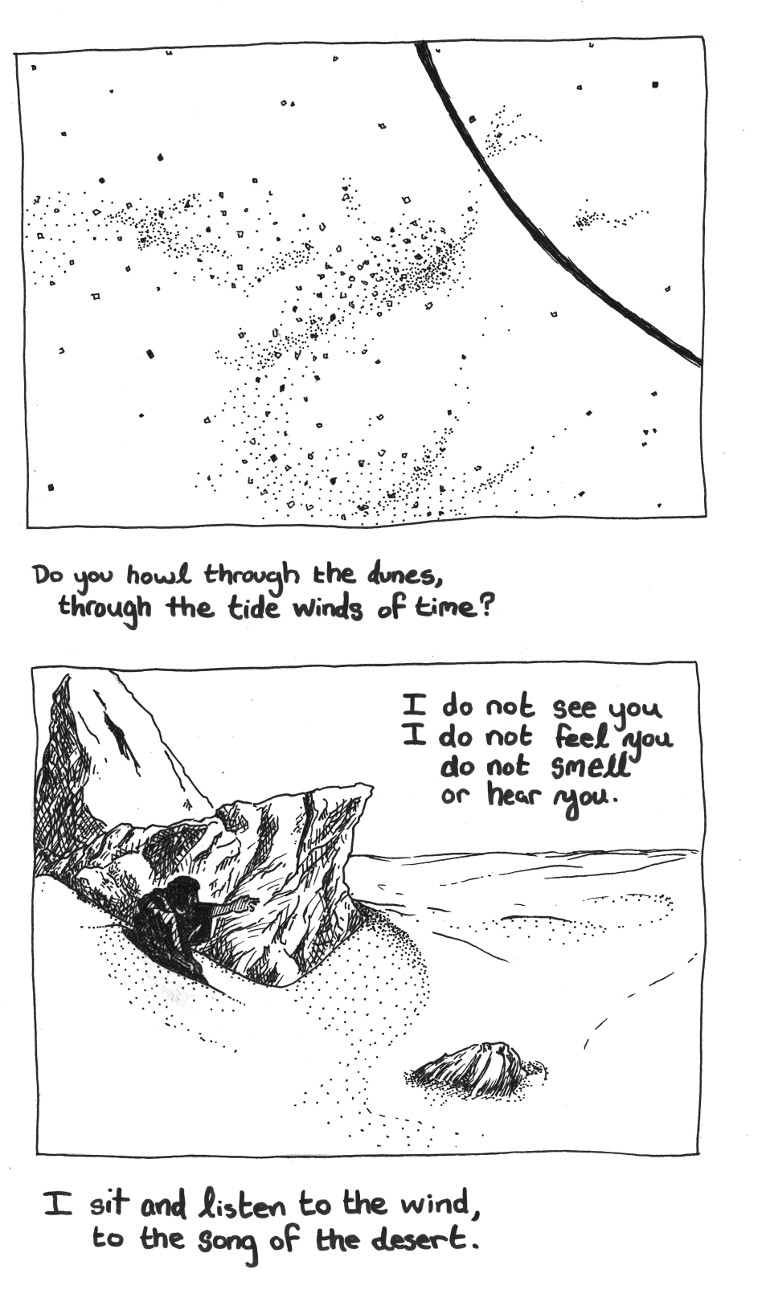 Do you howl through the dunes,
through the tide winds of time?
I do not see you
I do not feel you
do not smell
or hear you.
I sit and listen to the wind,
to the song of the desert.